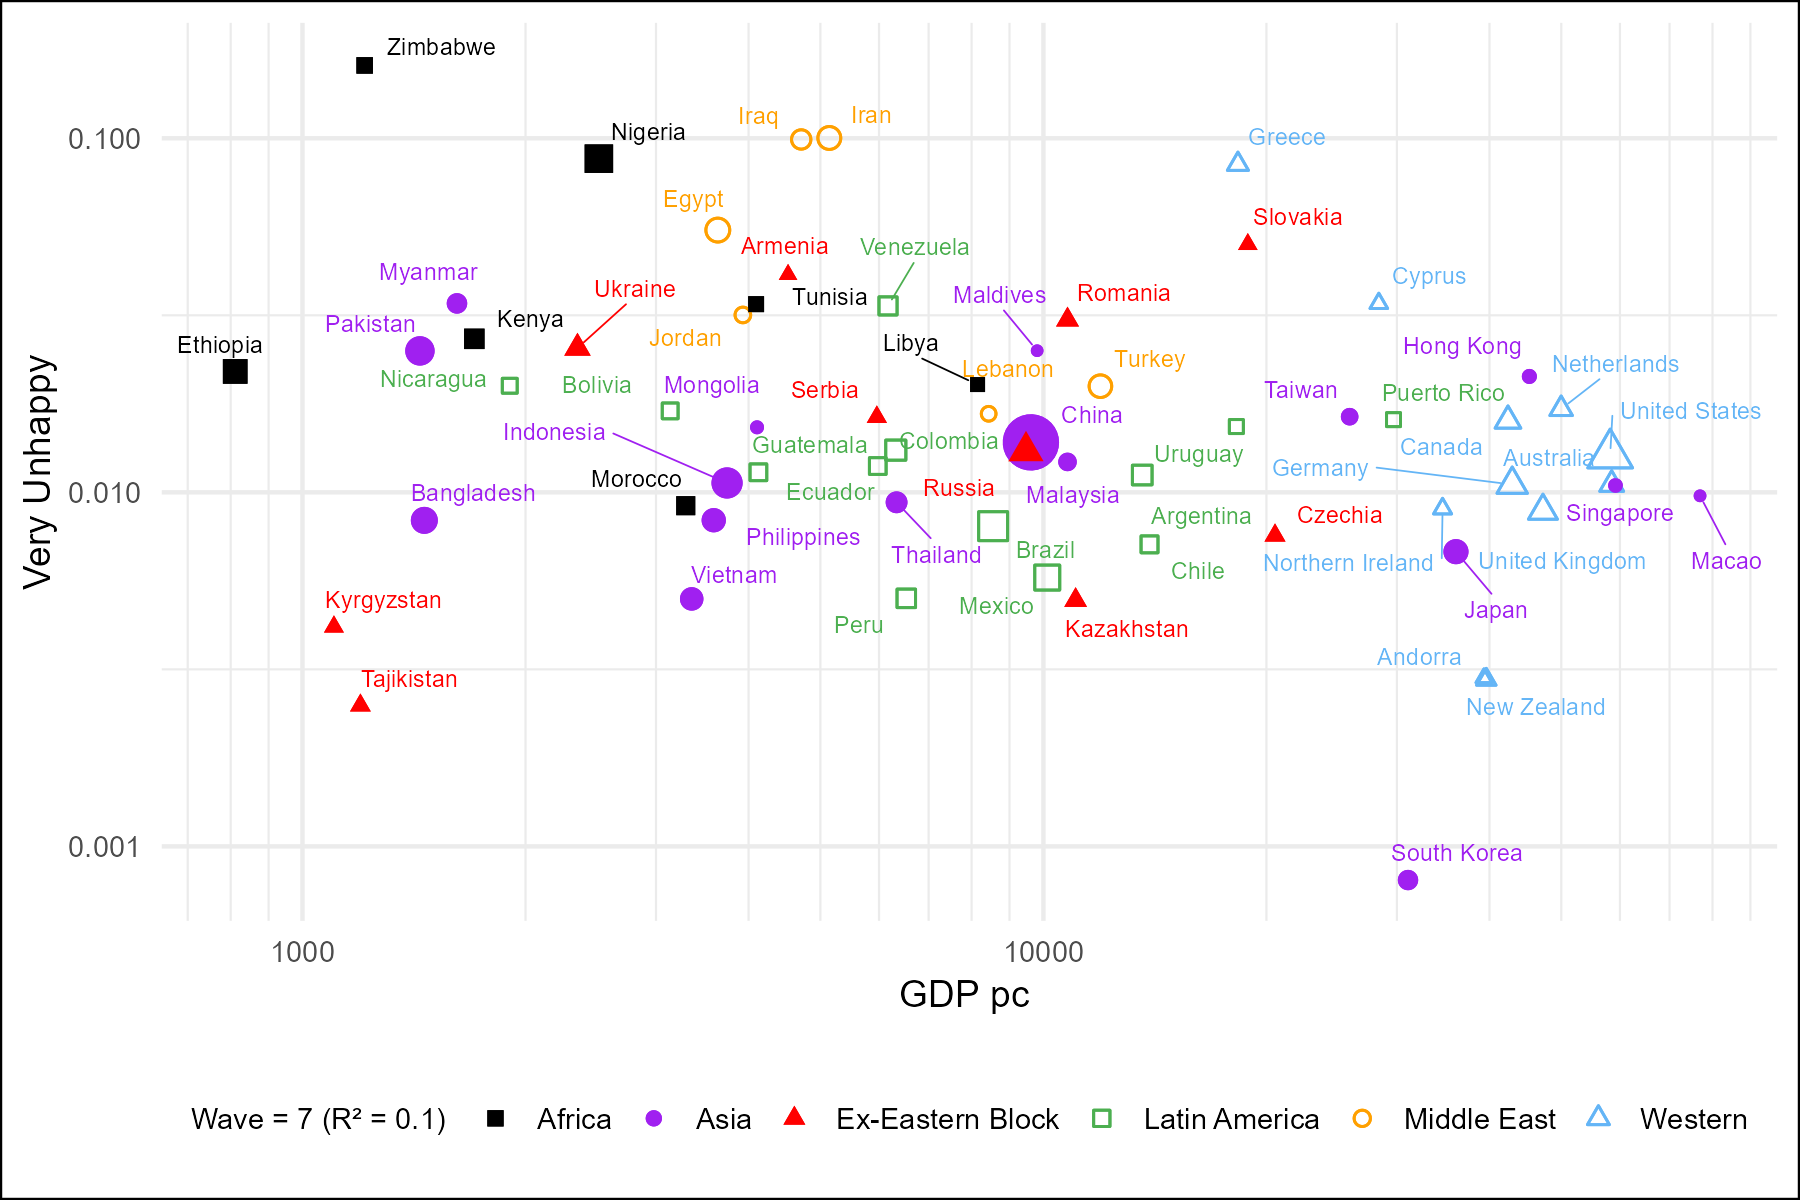 Zimbabwe
Iraq
Iran
0.100
Nigeria
Greece
Egypt
Slovakia
Armenia
Venezuela
Myanmar
Cyprus
Ukraine
Tunisia
Maldives
Romania
Pakistan
Kenya
Jordan
Ethiopia
Libya
Hong Kong
Lebanon
Turkey
Netherlands
Nicaragua
Bolivia
Mongolia
Serbia
Taiwan
Puerto Rico
China
United States
Indonesia
Guatemala
Colombia
Uruguay
Canada
Australia
Germany
Morocco
Ecuador
Russia
Malaysia
0.010
Bangladesh
Philippines
Argentina
Czechia
Singapore
Thailand
Brazil
Northern Ireland
United Kingdom
Macao
Vietnam
Chile
Kyrgyzstan
Mexico
Japan
Peru
Kazakhstan
Andorra
Tajikistan
New Zealand
0.001
South Korea
Very Unhappy
1000
10000
GDP pc
Wave = 7 (R² = 0.1) Africa Asia Ex-Eastern Block Latin America Middle East Western